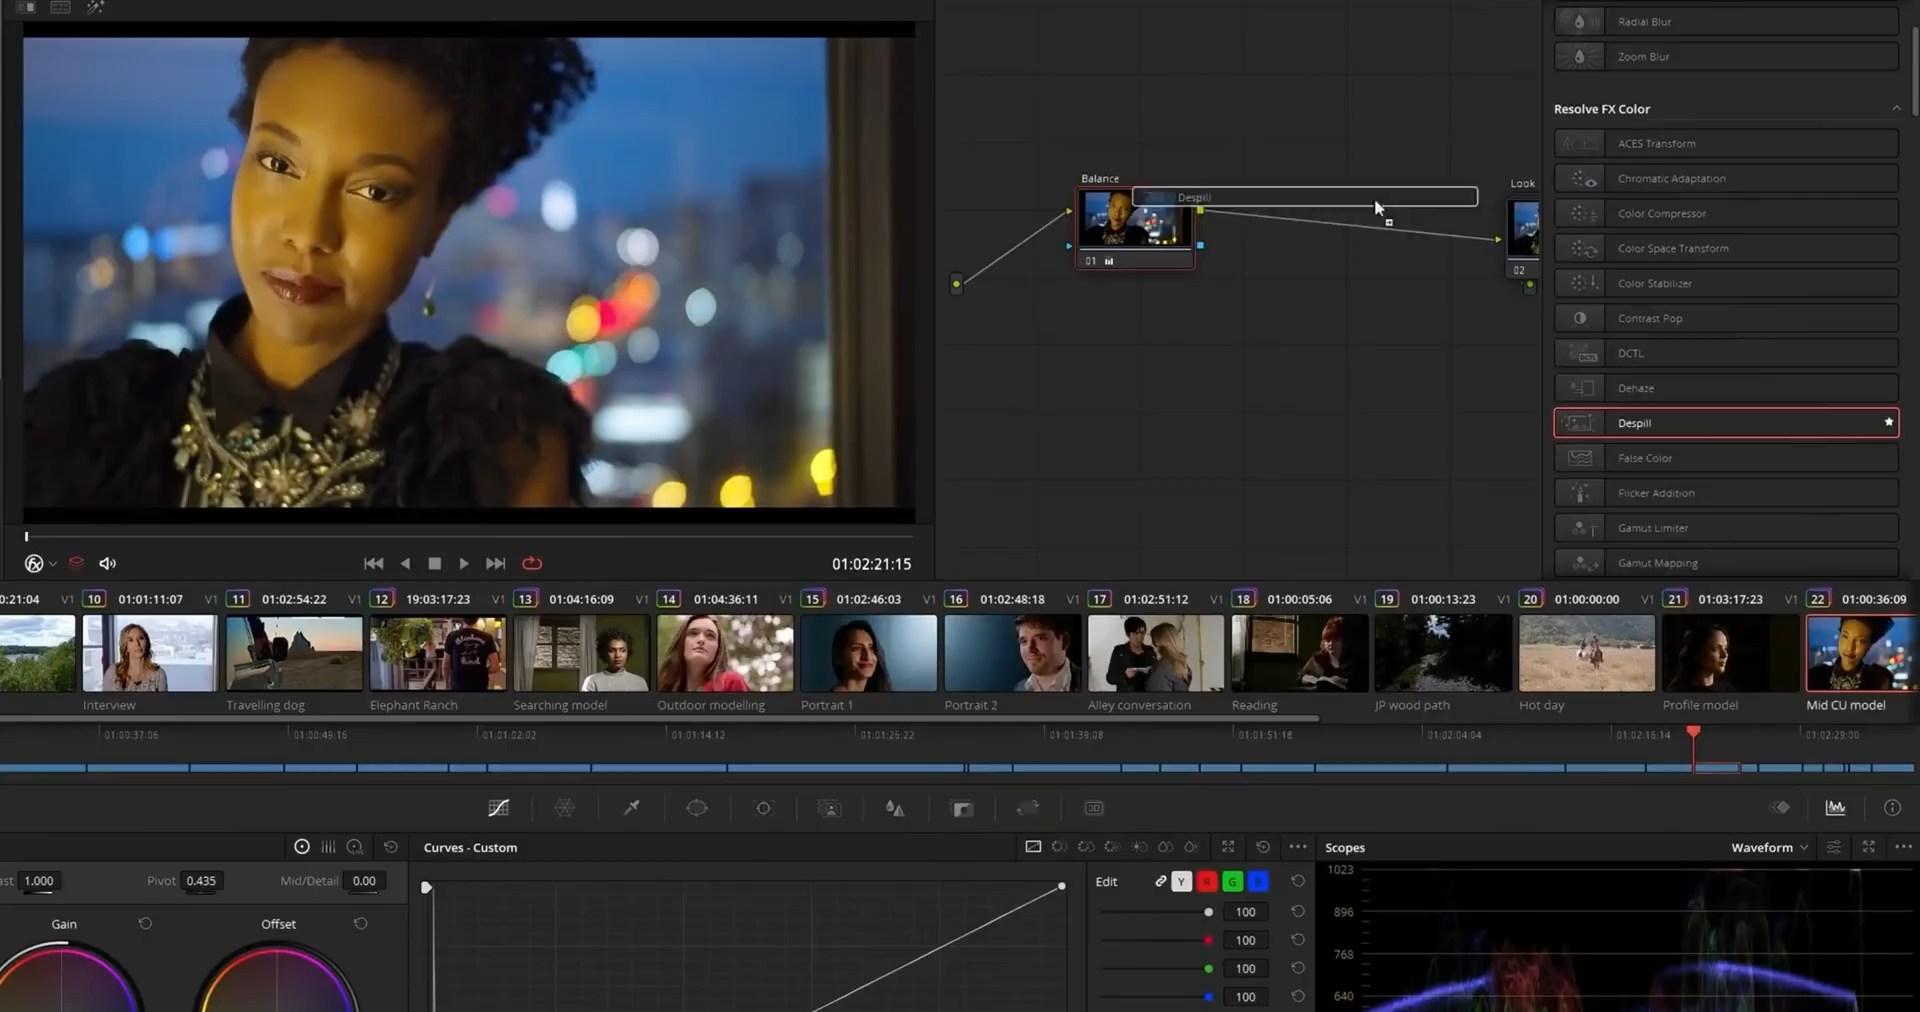 Radial Blur
Zoom Blur
Resolve FX Color
ACES Transform
Chromatic Adaptation
Color Compressor
Color Space Transform
Color Stabilizer
Contrast Pop
DCTL
Dehaze
Despill
False Color
Flicker Addition
Gamut Limiter
Gamut Mapping
Balance
Despill
Look
01
02
01:02:21:15
0:21:04 V1 10 01:01:11:07 V1 11 01:02:54:22 V1 12 19:03:17:23 V1 13 01:04:16:09 V1 14 01:04:36:11 V1 15 01:02:46:03 V1 16 01:02:48:18 V1 17 01:02:51:12 V1 18 01:00:05:06 V1 19 01:00:13:23 V1 20 01:00:00:00 V1 21 01:03:17:23 V1 22 01:00:36:09
Interview Travelling dog Elephant Ranch Searching model Outdoor modelling Portrait 1 Portrait 2 Alley conversation Reading JP wood path Hot day Profile model Mid CU model
01:00:37:06 01:00:49:16 01:01:02:02 01:01:14:12 01:01:26:22 01:01:39:08 01:01:51:18 01:02:04:04 01:02:16:14 01:02:29:00
3D
ast 1.000 Pivot 0.435 Mid/Detail 0.00
Gain Offset
Curves - Custom
Edit Y R G B
100
100
100
100
Scopes Waveform
1023
896
768
640